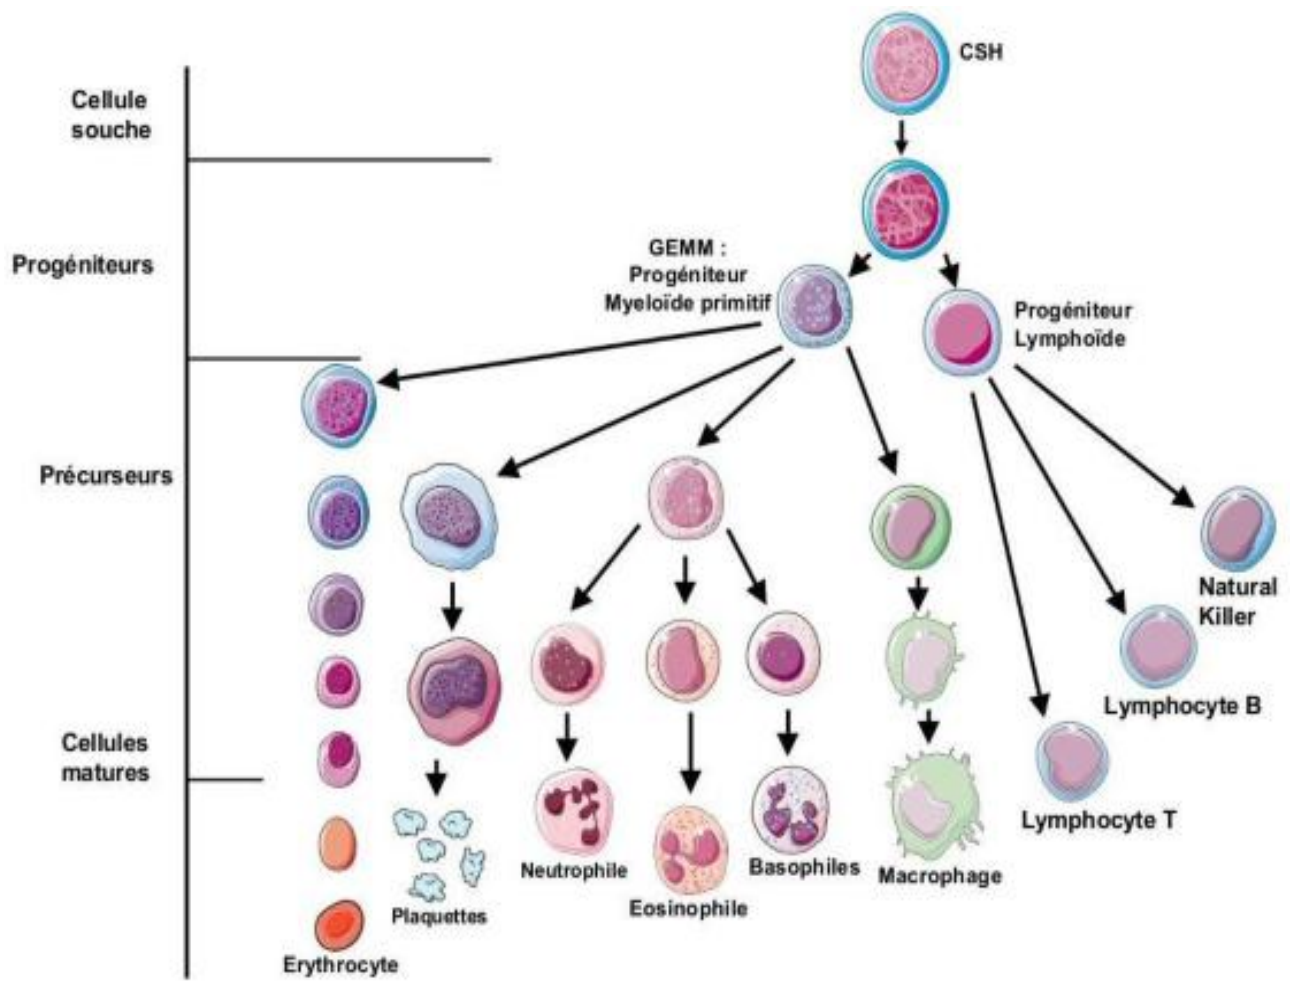 CSH
Cellule
souche
GEMM :
Progéniteur
Myeloïde primitif
Progéniteurs
Progéniteur
Lymphoïde
Précurseurs
Natural
Killer
Lymphocyte B
Cellules
matures
Lymphocyte T
Neutrophile
Basophiles
Macrophage
Eosinophile
Plaquettes
Erythrocyte